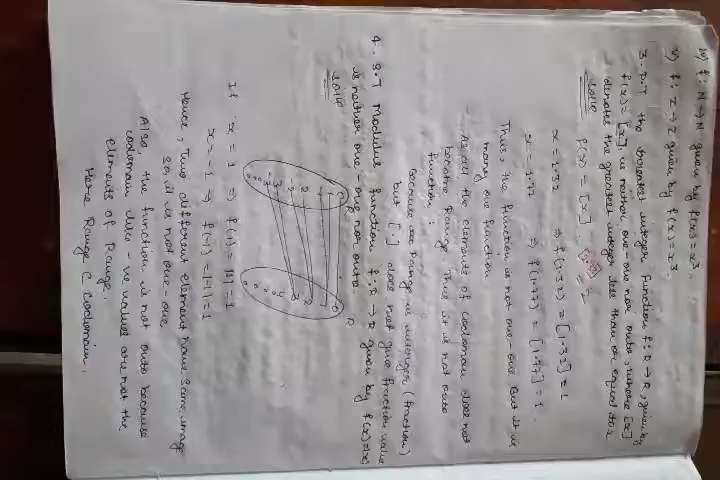 iv) f: N→N given by f(x) = x³.
v) f: Z→Z given by f(x) = x³
3. P.T the Greatest integer function f: R→R, given by
f(x) = [x], is neither one-one nor onto, where [x]
denotes the greatest integer less than or equal to x
Soln
f(x) = [x]
x = 1.32 ⇒ f(1.32) = [1.32] = 1
x = 1.77 ⇒ f(1.77) = [1.77] = 1
Thus, the function is not one-one but it is
many one function
As all the elements of codomain does not
become Range thus it is not onto
function.
Because the Range is integer (fraction)
but [.] does not give fraction value
4. S.T Modulus function f: R→R given by f(x)=|x|
is neither one-one nor onto.
Soln
R
If x = 1 ⇒ f(1) = |1| = 1
x = -1 ⇒ f(-1) = |-1| = 1
Hence, Two different element have same image
So, it is not one-one
Also, the function is not onto because
codomain has -ve values are not the
elements of Range.
Here Range ⊂ codomain.